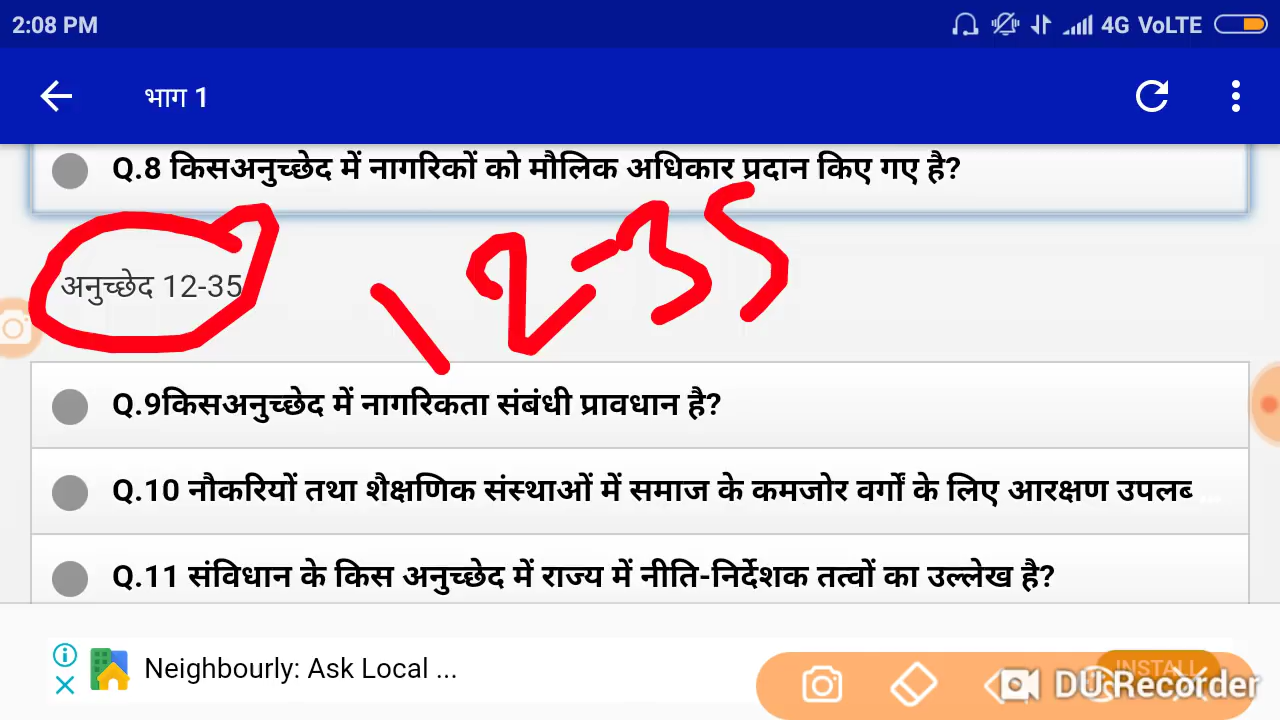 2:08 PM 4G VoLTE
भाग 1
Q.8 किसअनुच्छेद में नागरिकों को मौलिक अधिकार प्रदान किए गए है?
अनुच्छेद 12-35
12-35
Q.9किसअनुच्छेद में नागरिकता संबंधी प्रावधान है?
Q.10 नौकरियों तथा शैक्षणिक संस्थाओं में समाज के कमजोर वर्गों के लिए आरक्षण उपलब्...
Q.11 संविधान के किस अनुच्छेद में राज्य में नीति-निर्देशक तत्वों का उल्लेख है?
Neighbourly: Ask Local ...
INSTALL
DU Recorder